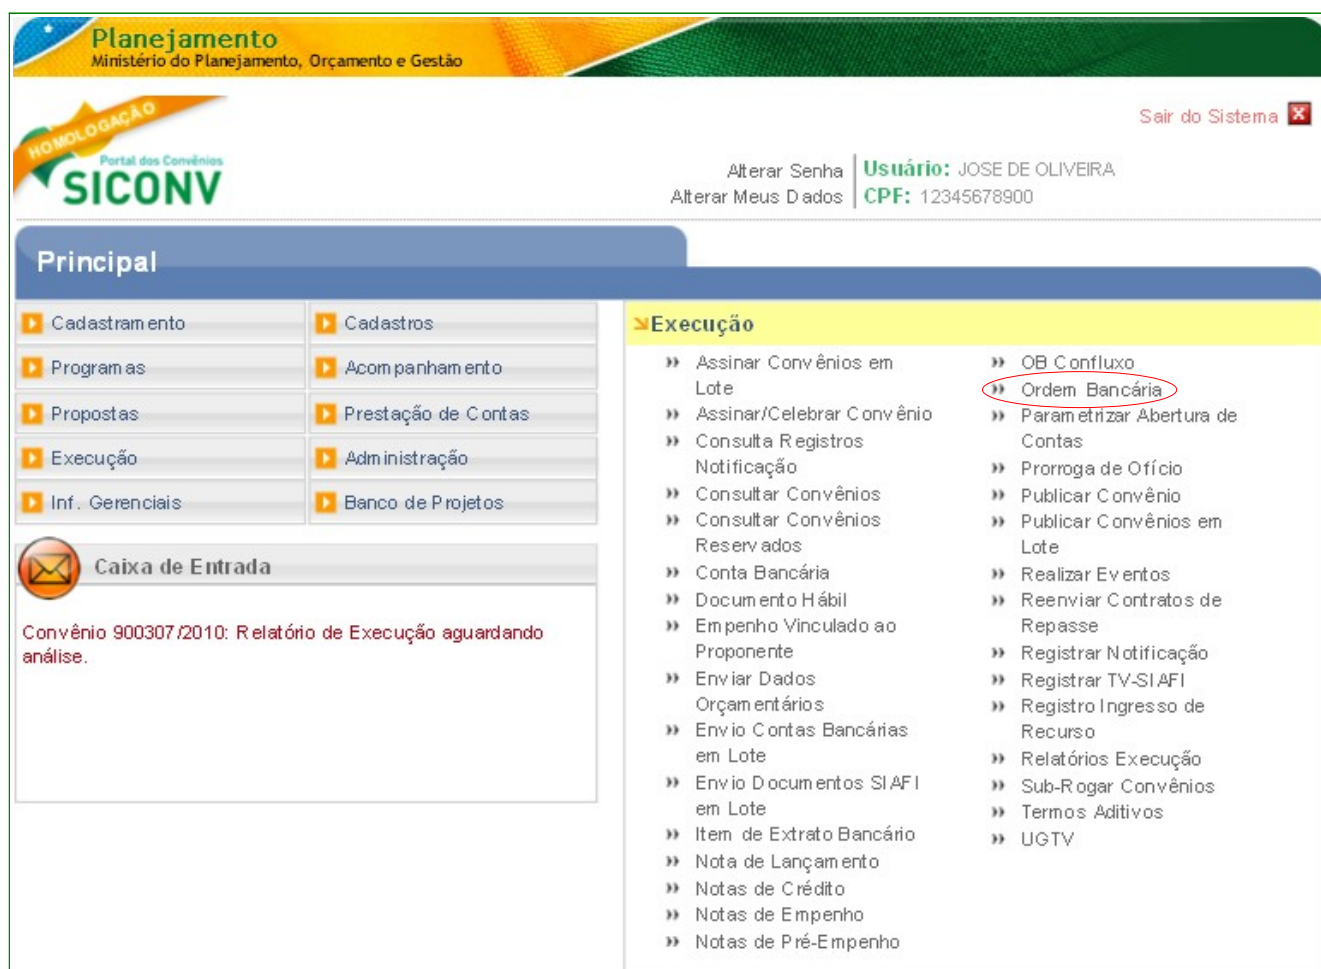 Planejamento
Ministério do Planejamento, Orçamento e Gestão
HOMOLOGAÇÃO
Portal dos Convênios
SICONV
Sair do Sistema
Alterar Senha
Alterar Meus Dados
Usuário: JOSE DE OLIVEIRA
CPF: 12345678900
Principal
Cadastramento
Cadastros
Programas
Acompanhamento
Propostas
Prestação de Contas
Execução
Administração
Inf. Gerenciais
Banco de Projetos
Caixa de Entrada
Convênio 900307/2010: Relatório de Execução aguardando
análise.
Execução
Assinar Convênios em
Lote
Assinar/Celebrar Convênio
Consulta Registros
Notificação
Consultar Convênios
Consultar Convênios
Reservados
Conta Bancária
Documento Hábil
Empenho Vinculado ao
Proponente
Enviar Dados
Orçamentários
Envio Contas Bancárias
em Lote
Envio Documentos SIAFI
em Lote
Item de Extrato Bancário
Nota de Lançamento
Notas de Crédito
Notas de Empenho
Notas de Pré-Empenho
OB Confluxo
Ordem Bancária
Parametrizar Abertura de
Contas
Prorroga de Ofício
Publicar Convênio
Publicar Convênios em
Lote
Realizar Eventos
Reenviar Contratos de
Repasse
Registrar Notificação
Registrar TV-SIAFI
Registro Ingresso de
Recurso
Relatórios Execução
Sub-Rogar Convênios
Termos Aditivos
UGTV